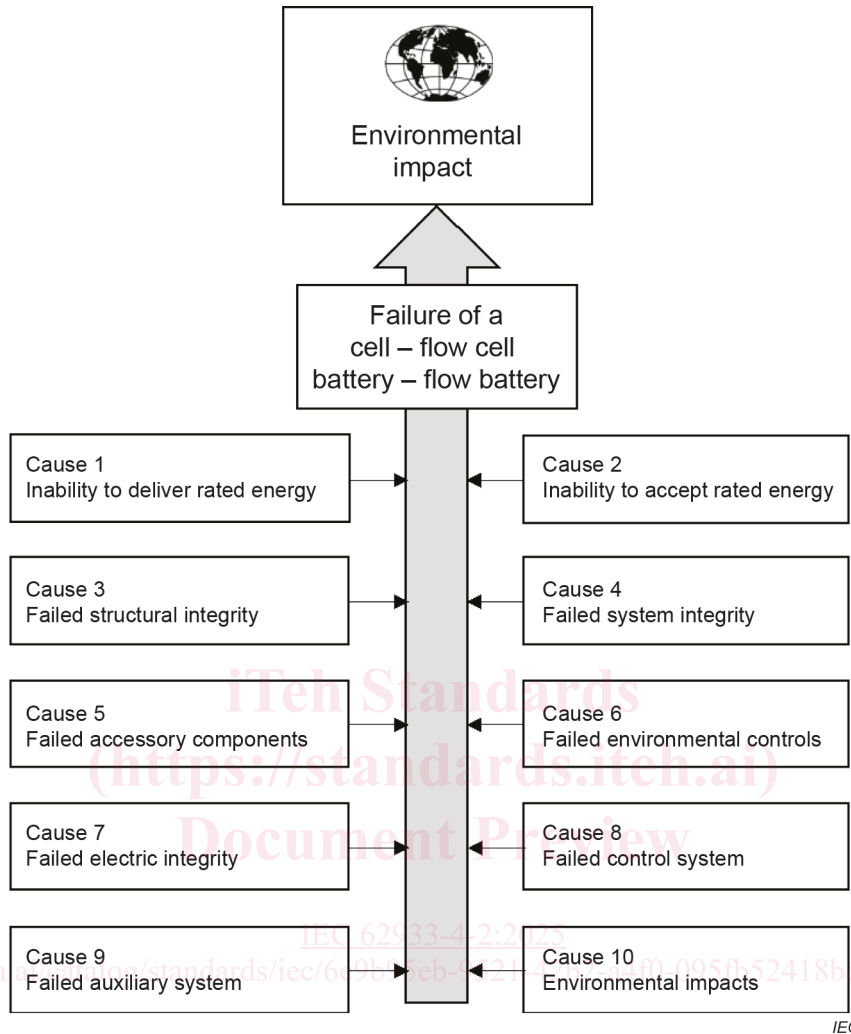 Environmental
impact
Failure of a
cell – flow cell
battery – flow battery
Cause 1
Inability to deliver rated energy
Cause 2
Inability to accept rated energy
Cause 3
Failed structural integrity
Cause 4
Failed system integrity
iTeh Standards
Cause 5
Failed accessory components
Cause 6
Failed environmental controls
(https://standards.iteh.ai)
Cause 7
Failed electric integrity
Cause 8
Failed control system
Document Preview
IEC 62933-4-2:2025
Cause 9
Failed auxiliary system
Cause 10
Environmental impacts
IEC